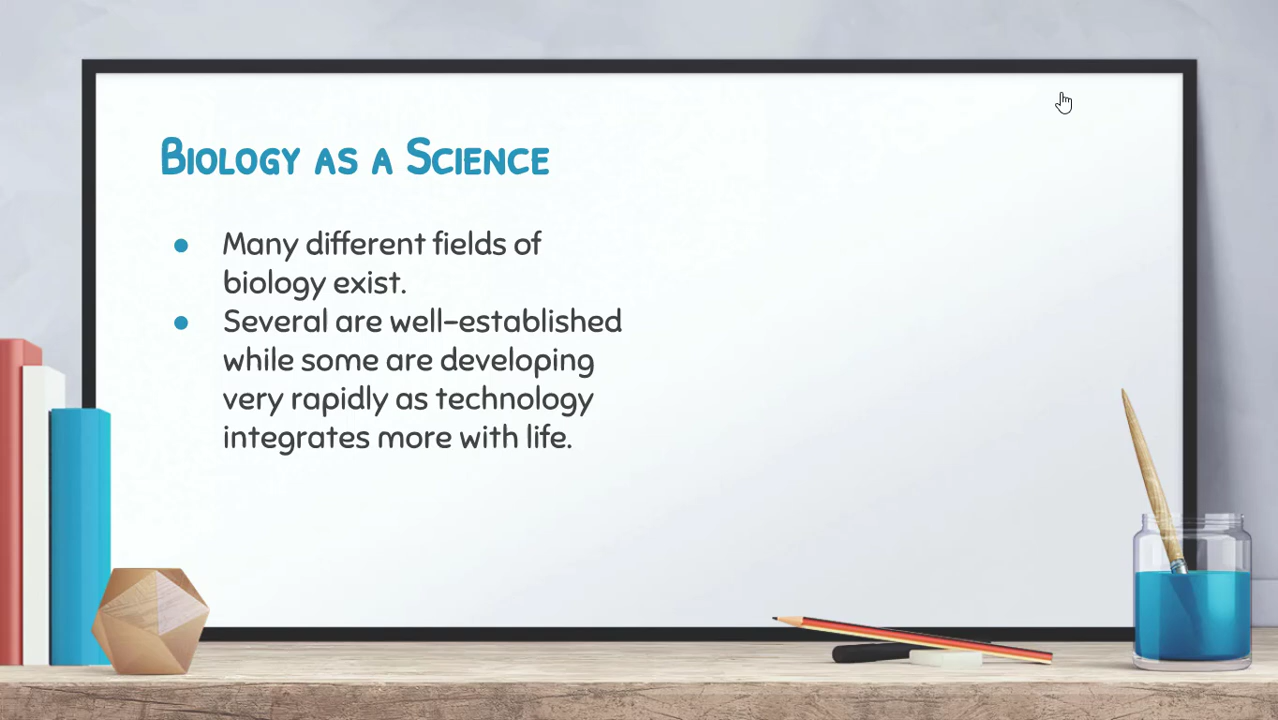 Biology as a Science
● Many different fields of
biology exist.
● Several are well-established
while some are developing
very rapidly as technology
integrates more with life.